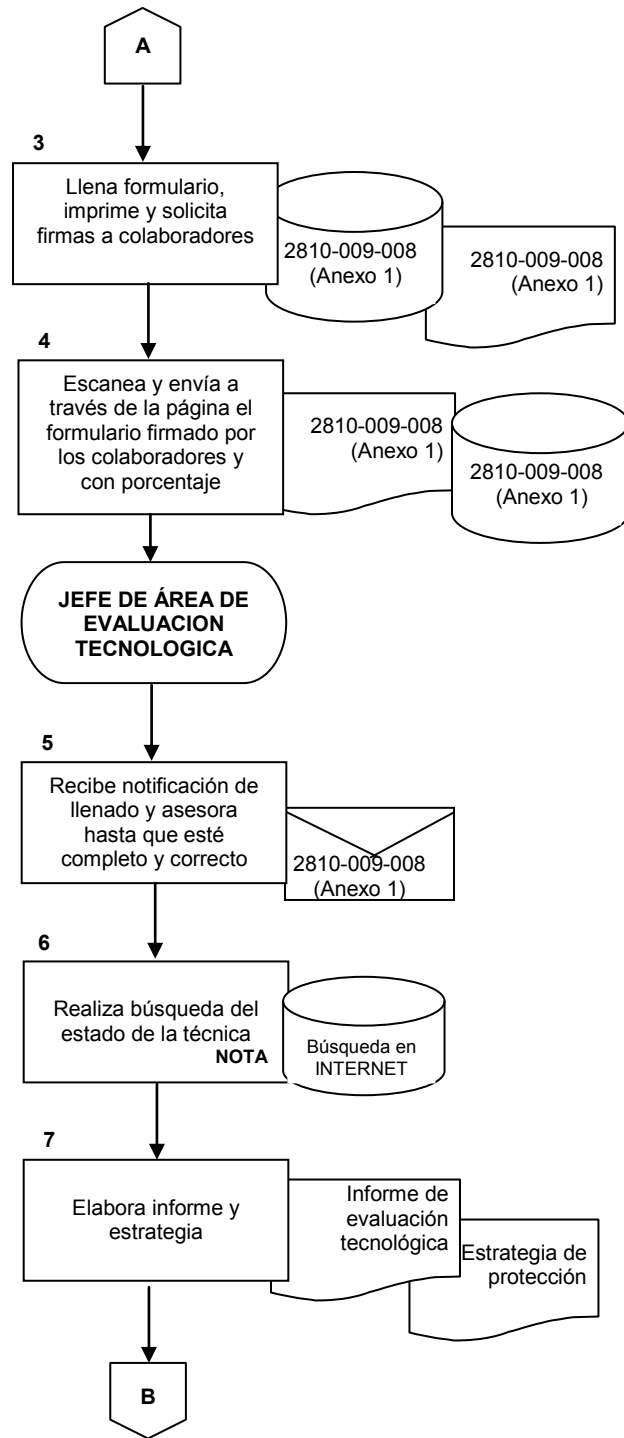 A
3
Llena formulario,
imprime y solicita
firmas a colaboradores
2810-009-008
(Anexo 1)
2810-009-008
(Anexo 1)
4
Escanea y envía a
través de la página el
formulario firmado por
los colaboradores y
con porcentaje
2810-009-008
(Anexo 1)
2810-009-008
(Anexo 1)
JEFE DE ÁREA DE
EVALUACION
TECNOLOGICA
5
Recibe notificación de
llenado y asesora
hasta que esté
completo y correcto
2810-009-008
(Anexo 1)
6
Realiza búsqueda del
estado de la técnica
NOTA
Búsqueda en
INTERNET
7
Elabora informe y
estrategia
Informe de
evaluación
tecnológica
Estrategia de
protección
B